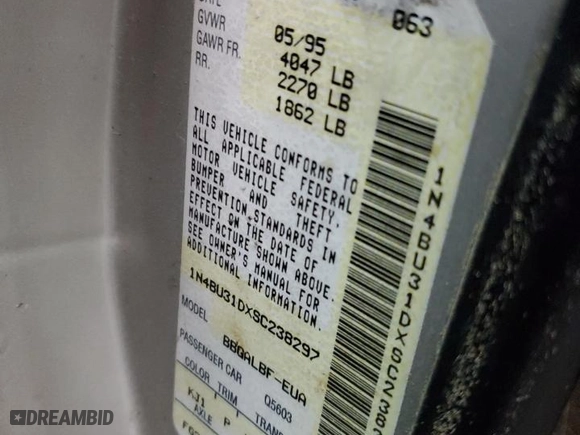 063
GVWR 05/95
GAWR FR. 4047 LB
RR. 2270 LB
1862 LB
THIS VEHICLE CONFORMS TO
ALL APPLICABLE FEDERAL
MOTOR VEHICLE SAFETY,
BUMPER AND THEFT
PREVENTION STANDARDS IN
EFFECT ON THE DATE OF
MANUFACTURE SHOWN ABOVE.
SEE OWNER'S MANUAL FOR
ADDITIONAL INFORMATION.
1N4BU31DXSC238297
MODEL BBGALBF-EUA
PASSENGER CAR Q5603
COLOR TRIM
KJ1 P
AXLE
1N4BU31DXSC2382
DREAMBID